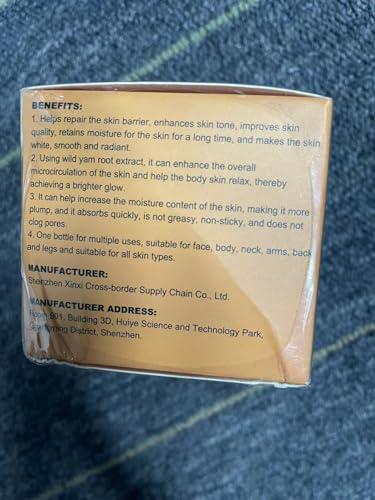 BENEFITS:
1. Helps repair the skin barrier, enhances skin tone, improves skin
quality, retains moisture for the skin for a long time, and makes the skin
white, smooth and radiant.
2. Using wild yam root extract, it can enhance the overall
microcirculation of the skin and help the body skin relax, thereby
achieving a brighter glow.
3. It can help increase the moisture content of the skin, making it more
plump, and it absorbs quickly, is not greasy, non-sticky, and does not
clog pores.
4. One bottle for multiple uses, suitable for face, body, neck, arms, back
and legs and suitable for all skin types.
MANUFACTURER:
Shenzhen Xinxi Cross-border Supply Chain Co., Ltd.
MANUFACTURER ADDRESS:
Room 901, Building 3D, Huiye Science and Technology Park,
District, Shenzhen.